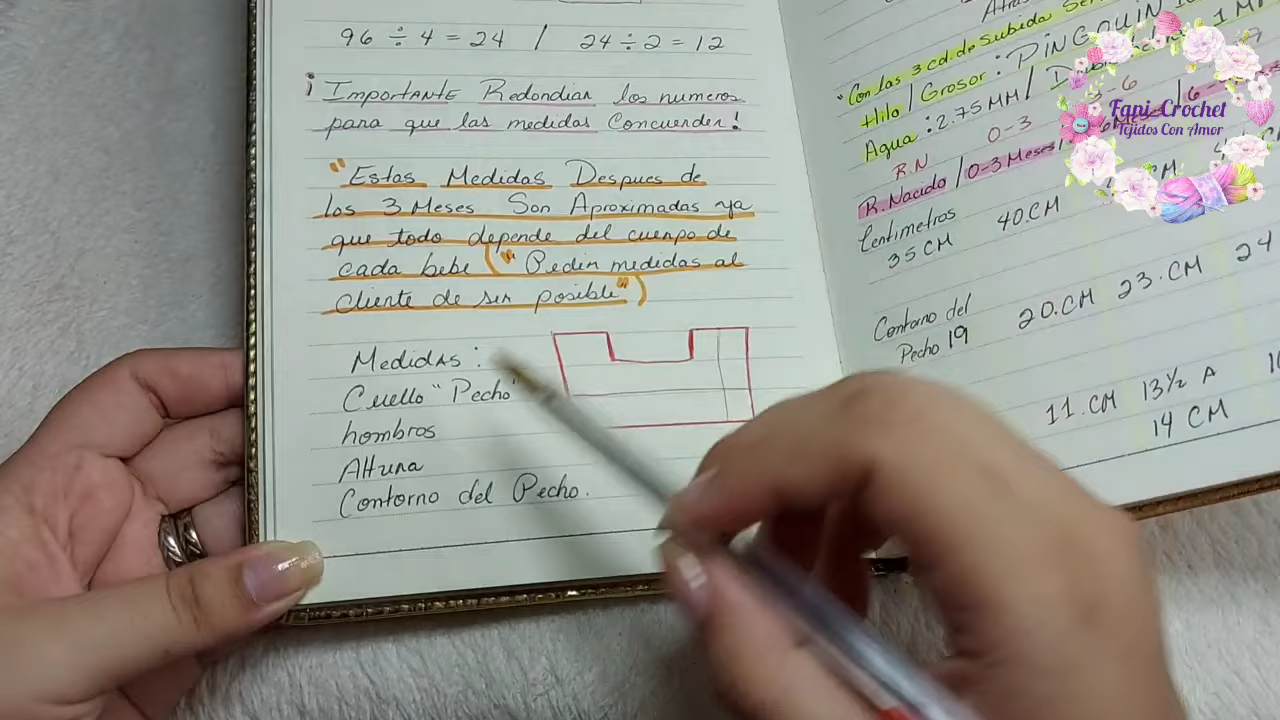 96 ÷ 4 = 24 / 24 ÷ 2 = 12
¡Importante Redondiar los numeros
para que las medidas Concuerden!
"Estas Medidas Despues de
los 3 Meses Son Aproximadas ya
que todo depende del cuerpo de
cada bebe ("Pedir medidas al
cliente de ser posible")
Medidas:
Cuello "Pecho"
hombros
Altura
Contorno del Pecho.
Atras
"Con las 3 cd. de Subida
Hilo / Grosor: PiNGOUiN
Agua: 2.75 MM /
R.N 0-3 3-6
R. Nacido / 0-3 Meses /
Centimetros
35 CM 40.CM
Contorno del
Pecho 19 20.CM 23.CM 24
11.CM 13½ A
14 CM
Fani-Crochet
Tejidos Con Amor